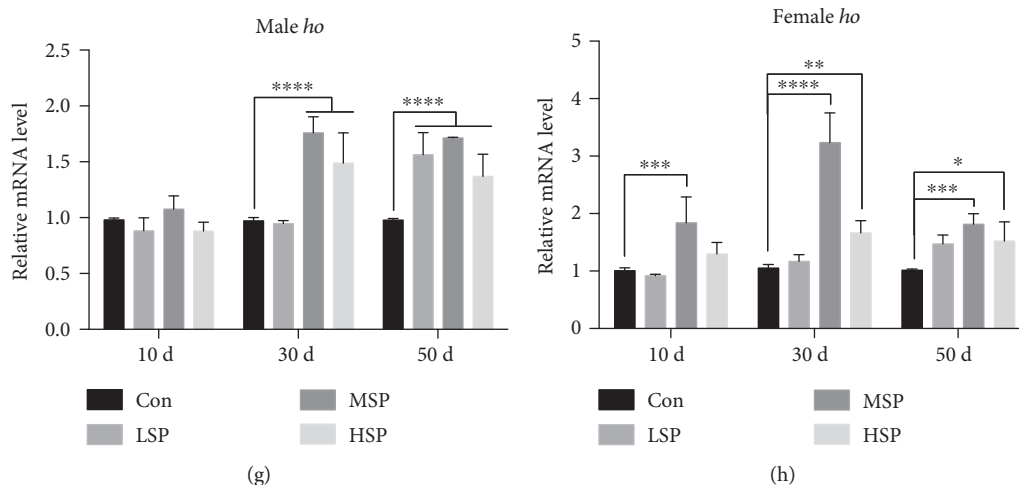 Male ho
Relative mRNA level
2.5
2.0
1.5
1.0
0.5
0.0
****
****
10 d
30 d
50 d
Con
LSP
MSP
HSP
(g)
Female ho
Relative mRNA level
5
4
3
2
1
0
***
**
****
*
***
10 d
30 d
50 d
Con
LSP
MSP
HSP
(h)